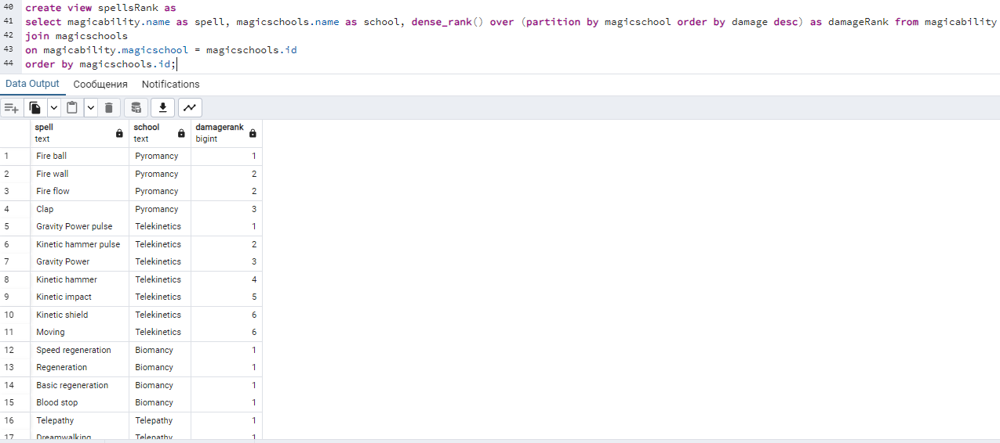 40 create view spellsRank as
41 select magicability.name as spell, magicschools.name as school, dense_rank() over (partition by magicschool order by damage desc) as damageRank from magicability
42 join magicschools
43 on magicability.magicschool = magicschools.id
44 order by magicschools.id;
Data Output Сообщения Notifications
spell school damagerank
text text bigint
1 Fire ball Pyromancy 1
2 Fire wall Pyromancy 2
3 Fire flow Pyromancy 2
4 Clap Pyromancy 3
5 Gravity Power pulse Telekinetics 1
6 Kinetic hammer pulse Telekinetics 2
7 Gravity Power Telekinetics 3
8 Kinetic hammer Telekinetics 4
9 Kinetic impact Telekinetics 5
10 Kinetic shield Telekinetics 6
11 Moving Telekinetics 6
12 Speed regeneration Biomancy 1
13 Regeneration Biomancy 1
14 Basic regeneration Biomancy 1
15 Blood stop Biomancy 1
16 Telepathy Telepathy 1
17 Dreamwalking Telepathy 1